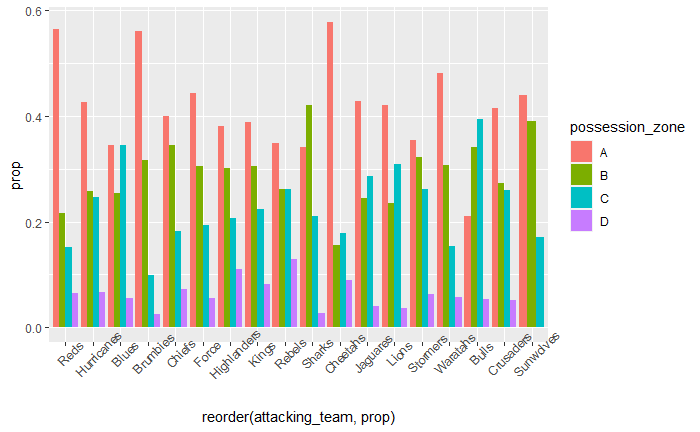 0.6
0.4
0.2
0.0
prop
Reds
Hurricanes
Blues
Brumbies
Chiefs
Force
Highlanders
Kings
Rebels
Sharks
Cheetahs
Jaguares
Lions
Stormers
Waratahs
Bulls
Crusaders
Sunwolves
reorder(attacking_team, prop)
possession_zone
A
B
C
D